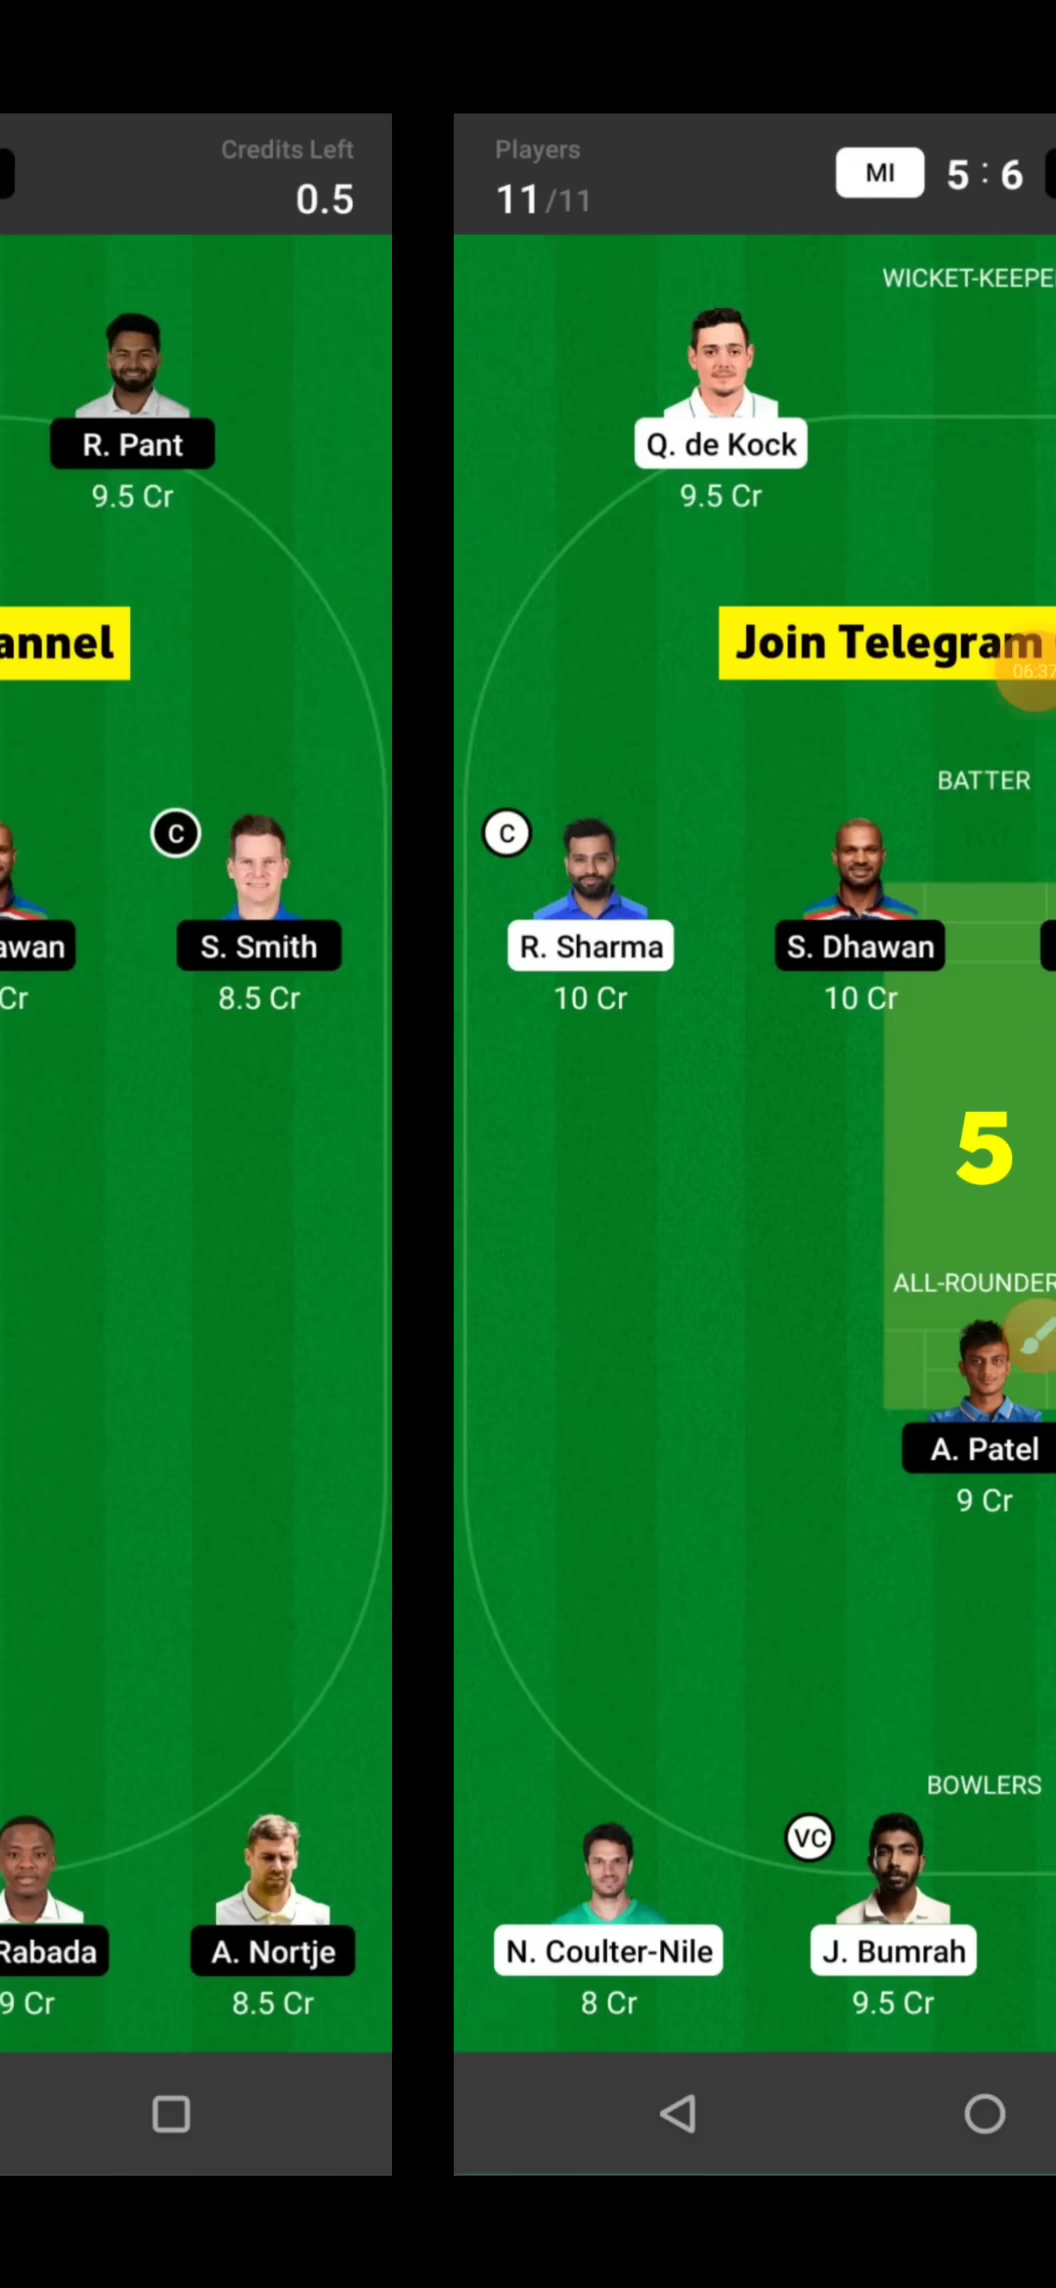 Credits Left
0.5
R. Pant
9.5 Cr
annel
C
awan
S. Smith
Cr
8.5 Cr
Rabada
A. Nortje
9 Cr
8.5 Cr
Players
11/11
MI 5 : 6
WICKET-KEEPE
Q. de Kock
9.5 Cr
Join Telegram
06:37
BATTER
C
R. Sharma
S. Dhawan
10 Cr
10 Cr
5
ALL-ROUNDER
A. Patel
9 Cr
BOWLERS
VC
N. Coulter-Nile
J. Bumrah
8 Cr
9.5 Cr